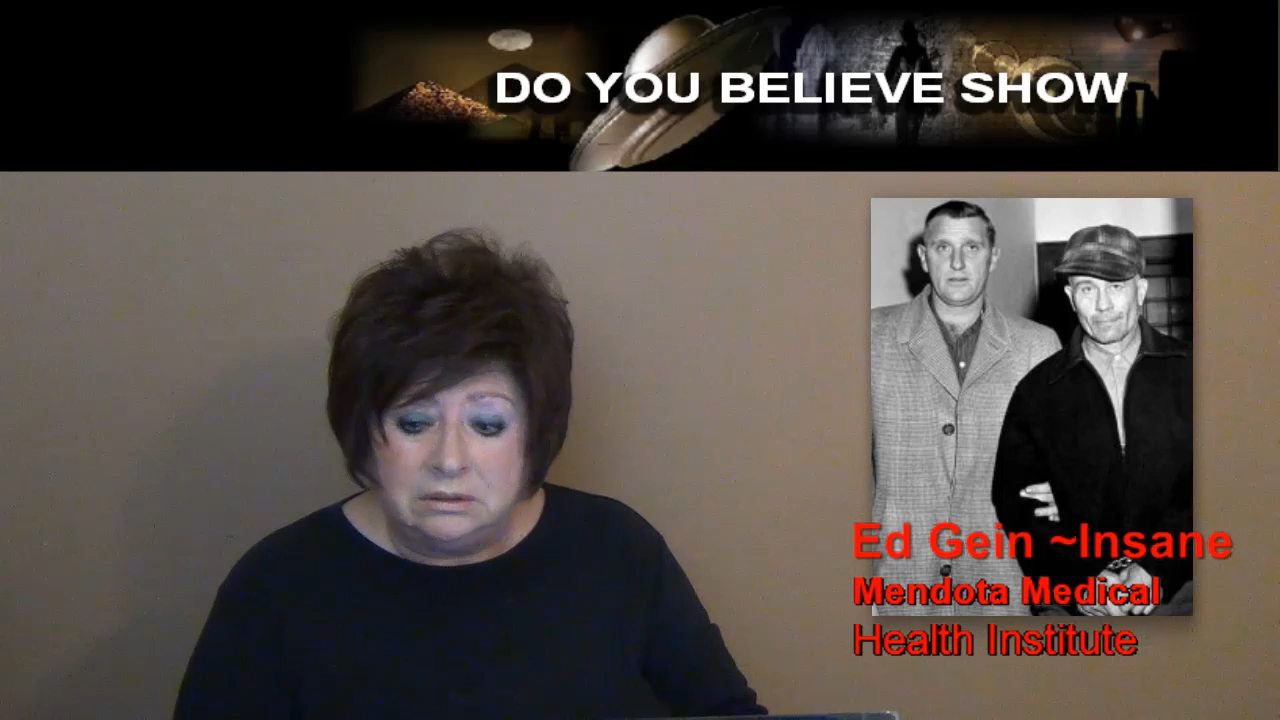 DO YOU BELIEVE SHOW
Ed Gein ~Insane
Mendota Medical
Health Institute